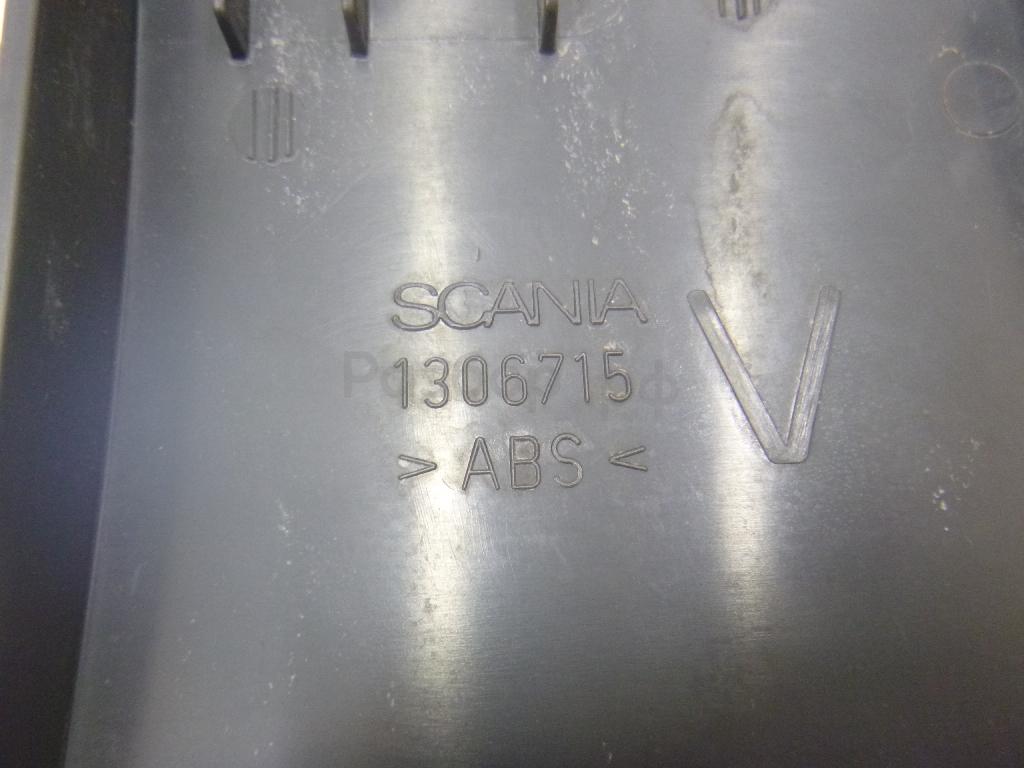 SCANIA
1306715
> ABS <
V